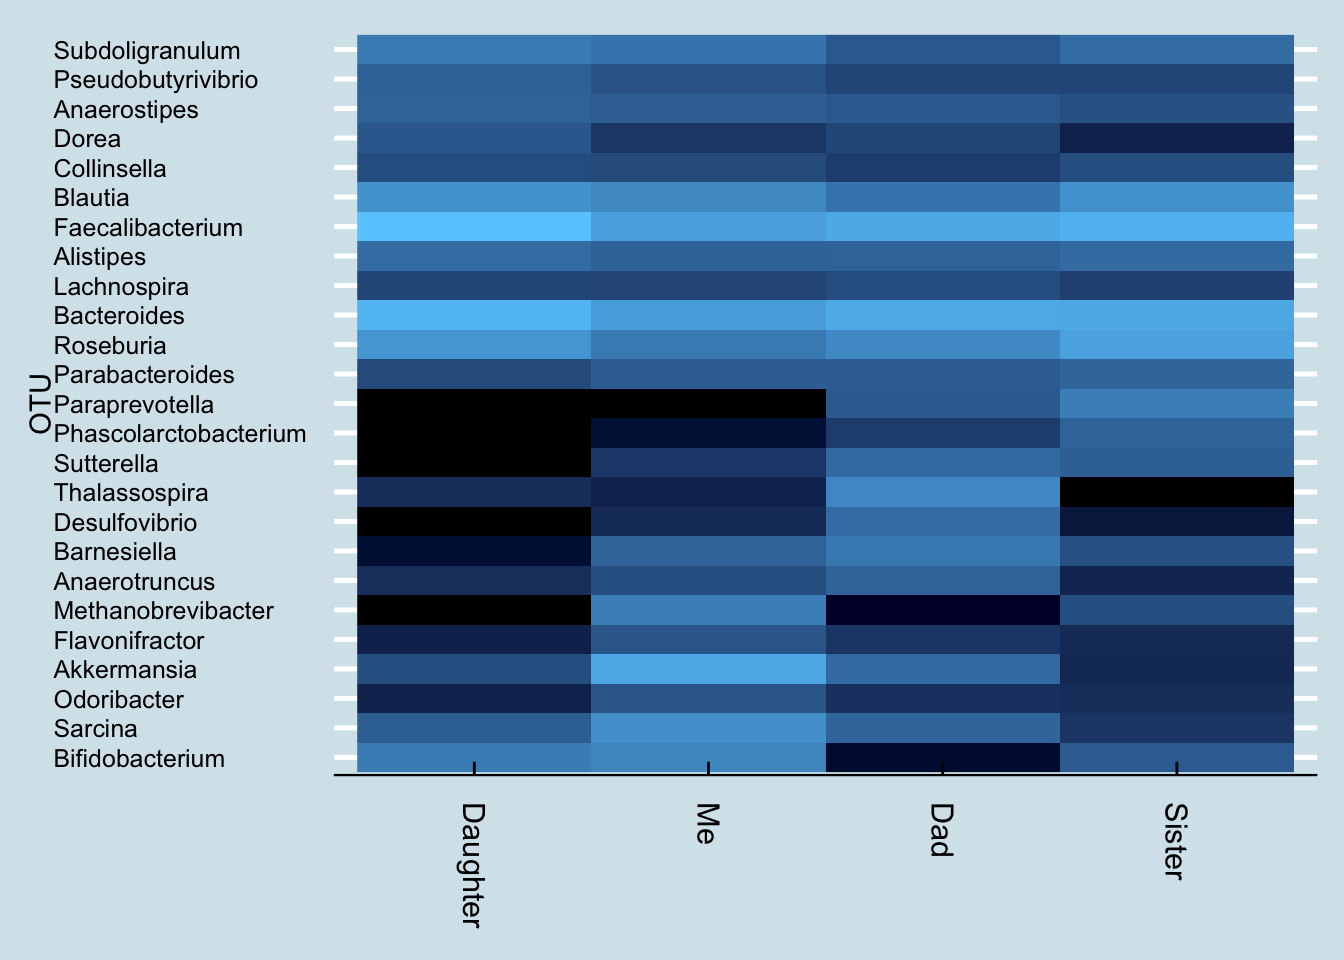 Subdoligranulum
Pseudobutyrivibrio
Anaerostipes
Dorea
Collinsella
Blautia
Faecalibacterium
Alistipes
Lachnospira
Bacteroides
Roseburia
Parabacteroides
Paraprevotella
Phascolarctobacterium
Sutterella
Thalassospira
Desulfovibrio
Barnesiella
Anaerotruncus
Methanobrevibacter
Flavonifractor
Akkermansia
Odoribacter
Sarcina
Bifidobacterium
OTU
Daughter
Me
Dad
Sister